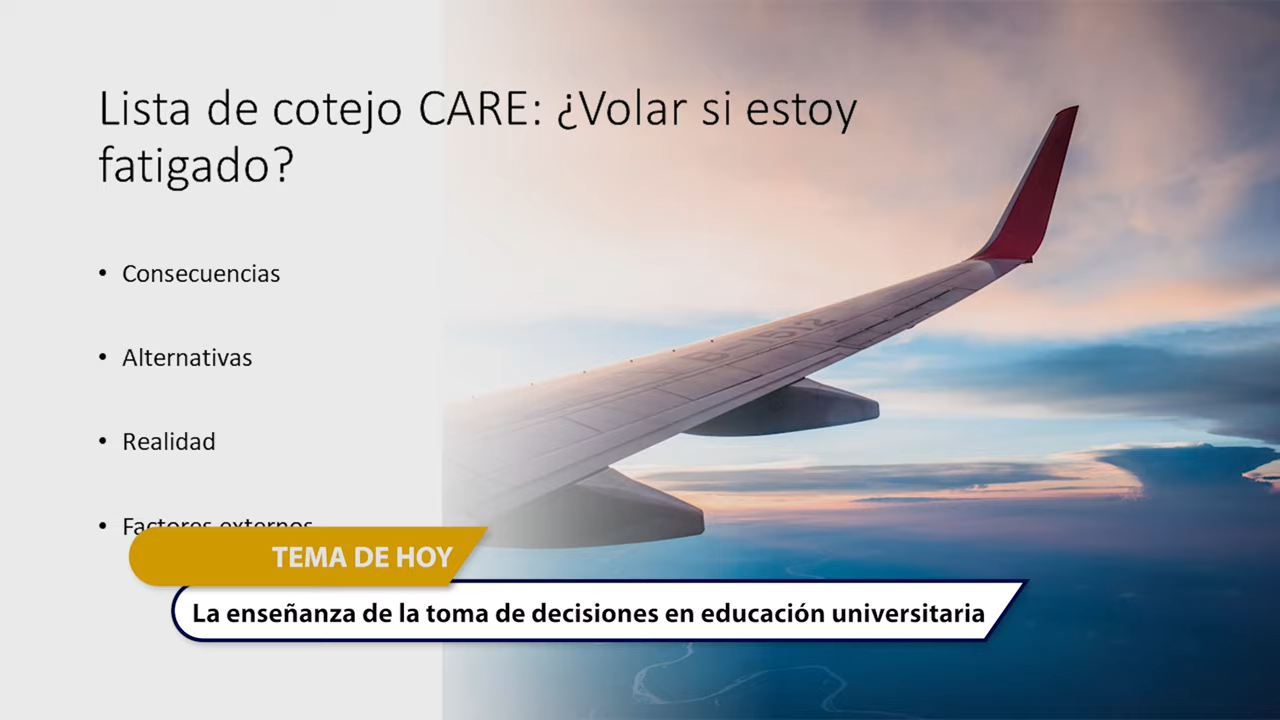 Lista de cotejo CARE: ¿Volar si estoy
fatigado?
• Consecuencias
• Alternativas
• Realidad
• Factores externos
TEMA DE HOY
La enseñanza de la toma de decisiones en educación universitaria